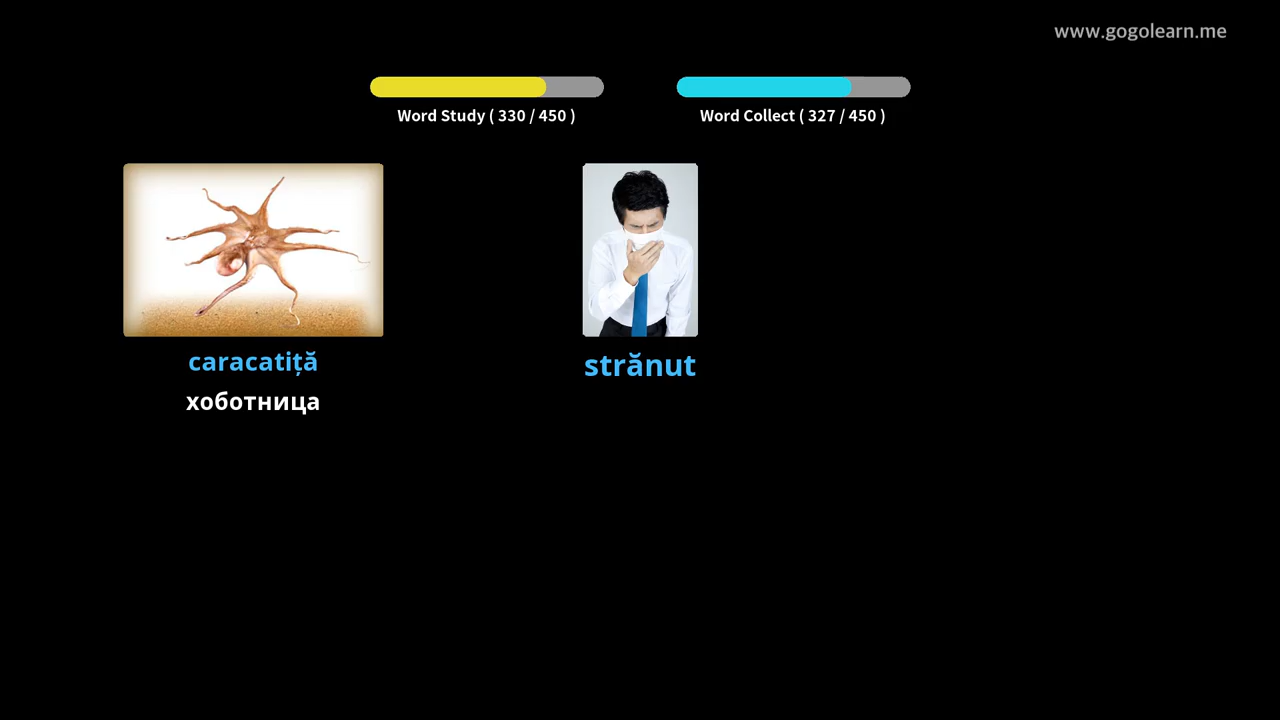 www.gogolearn.me
Word Study ( 330 / 450 )
Word Collect ( 327 / 450 )
caracatiță
хоботница
strănut